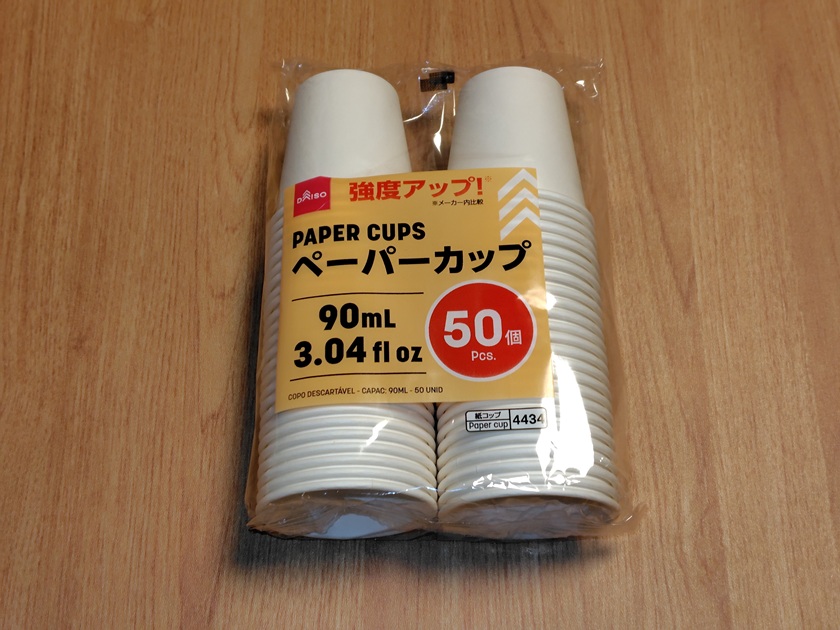 DAISO
強度アップ!※
※メーカー内比較
PAPER CUPS
ペーパーカップ
90mL
3.04 fl oz
50個
Pcs.
COPO DESCARTÁVEL - CAPAC: 90ML - 50 UNID
紙コップ
Paper cup
4434